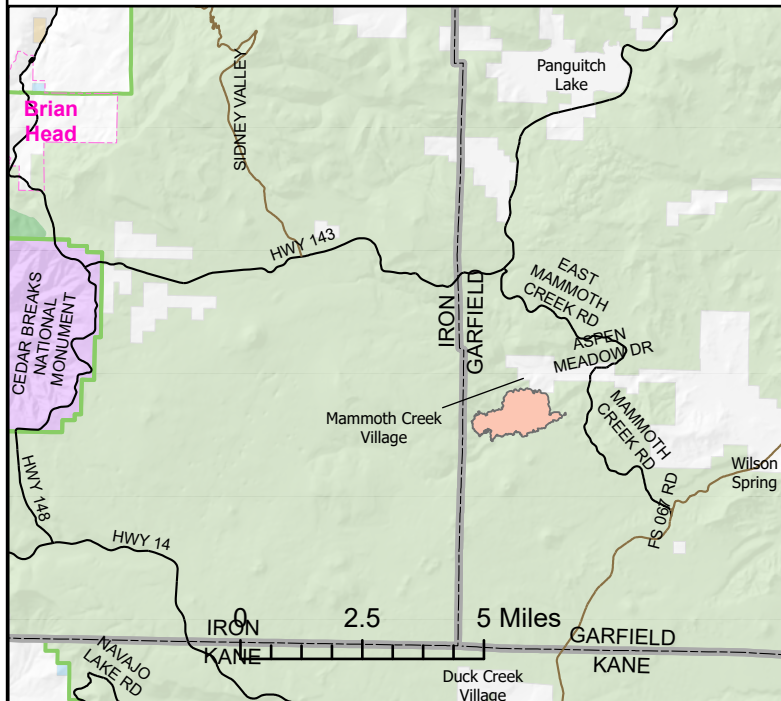 Panguitch
Lake
Brian
Head
SIDNEY VALLEY
HWY 143
EAST
MAMMOTH
CREEK RD
CEDAR BREAKS
NATIONAL
MONUMENT
IRON
GARFIELD
ASPEN
MEADOW DR
Mammoth Creek
Village
MAMMOTH
CREEK RD
Wilson
Spring
HWY 148
FS 067 RD
HWY 14
0 2.5 5 Miles
IRON
KANE
GARFIELD
KANE
NAVAJO
LAKE RD
Duck Creek
Village